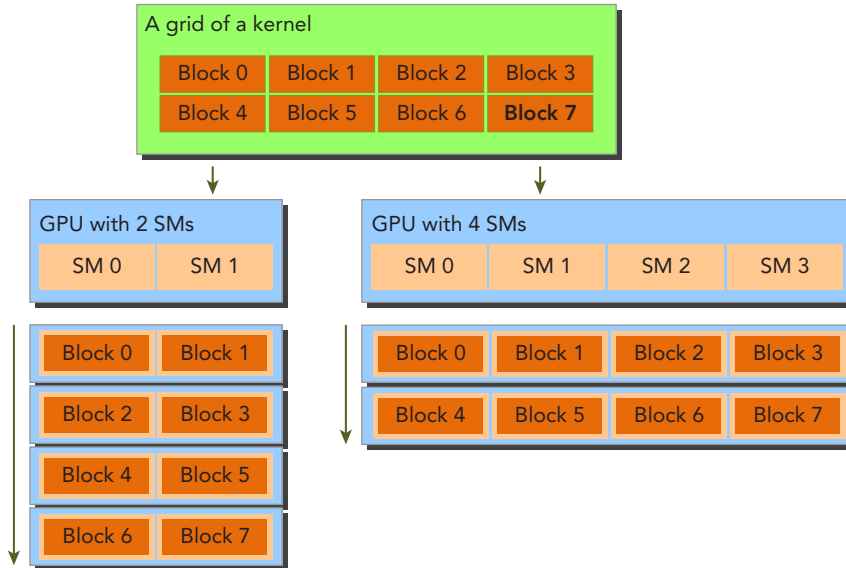 A grid of a kernel
Block 0 Block 1 Block 2 Block 3
Block 4 Block 5 Block 6 Block 7
GPU with 2 SMs
SM 0 SM 1
Block 0 Block 1
Block 2 Block 3
Block 4 Block 5
Block 6 Block 7
GPU with 4 SMs
SM 0 SM 1 SM 2 SM 3
Block 0 Block 1 Block 2 Block 3
Block 4 Block 5 Block 6 Block 7